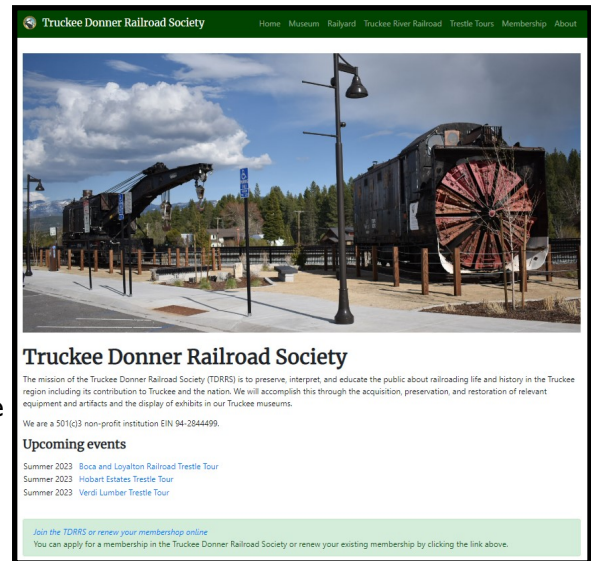 Truckee Donner Railroad Society
Home Museum Railyard Truckee River Railroad Trestle Tours Membership About
Truckee Donner Railroad Society
The mission of the Truckee Donner Railroad Society (TDRRS) is to preserve, interpret, and educate the public about railroading life and history in the Truckee
region including its contribution to Truckee and the nation. We will accomplish this through the acquisition, preservation, and restoration of relevant
equipment and artifacts and the display of exhibits in our Truckee museums.
We are a 501(c)3 non-profit institution EIN 94-2844499.
Upcoming events
Summer 2023 Boca and Loyalton Railroad Trestle Tour
Summer 2023 Hobart Estates Trestle Tour
Summer 2023 Verdi Lumber Trestle Tour
Join the TDRRS or renew your membershop online
You can apply for a membership in the Truckee Donner Railroad Society or renew your existing membership by clicking the link above.